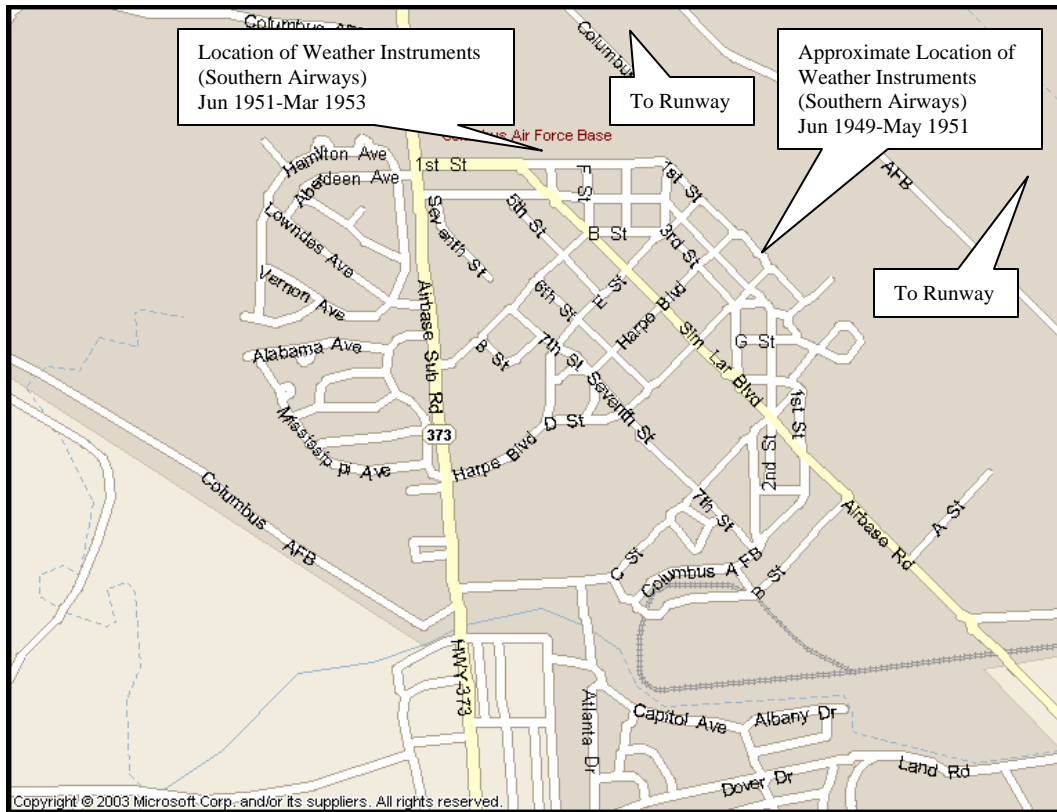 Columbus AFB
Columbus
Location of Weather Instruments
(Southern Airways)
Jun 1951-Mar 1953
To Runway
Approximate Location of
Weather Instruments
(Southern Airways)
Jun 1949-May 1951
To Runway
Air Force Base
AFB
Hamilton Ave
1st St
Aberdeen Ave
Lowndes Ave
Vernon Ave
Seventh St
5th St
F St
B St
1st St
3rd St
Airbase Sub Rd
6th St
E St
Harpe Blvd
Sim Lar Blvd
G St
Alabama Ave
B St
7th St
Seventh St
1st St
Mississippi Ave
373
Harpe Blvd
D St
2nd St
Columbus AFB
7th St
Airbase Rd
A St
C St
Columbus AFB
B St
HWY-373
Atlanta Dr
Capitol Ave
Albany Dr
Dover Dr
Land Rd
Copyright © 2003 Microsoft Corp. and/or its suppliers. All rights reserved.